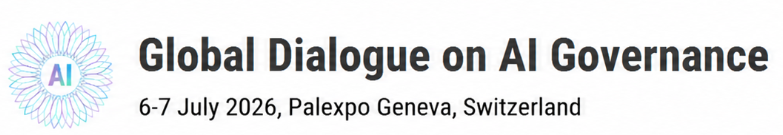 AI
Global Dialogue on AI Governance
6-7 July 2026, Palexpo Geneva, Switzerland